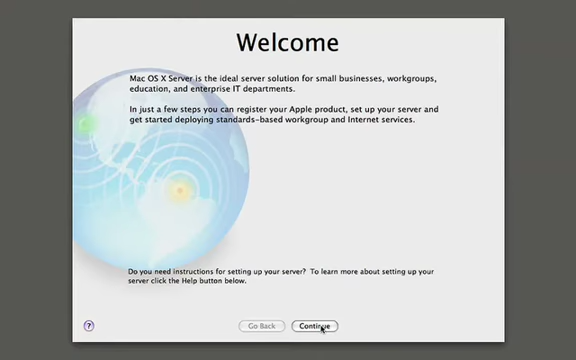 Welcome
Mac OS X Server is the ideal server solution for small businesses, workgroups,
education, and enterprise IT departments.
In just a few steps you can register your Apple product, set up your server and
get started deploying standards-based workgroup and Internet services.
Do you need instructions for setting up your server? To learn more about setting up your
server click the Help button below.
? Go Back Continue